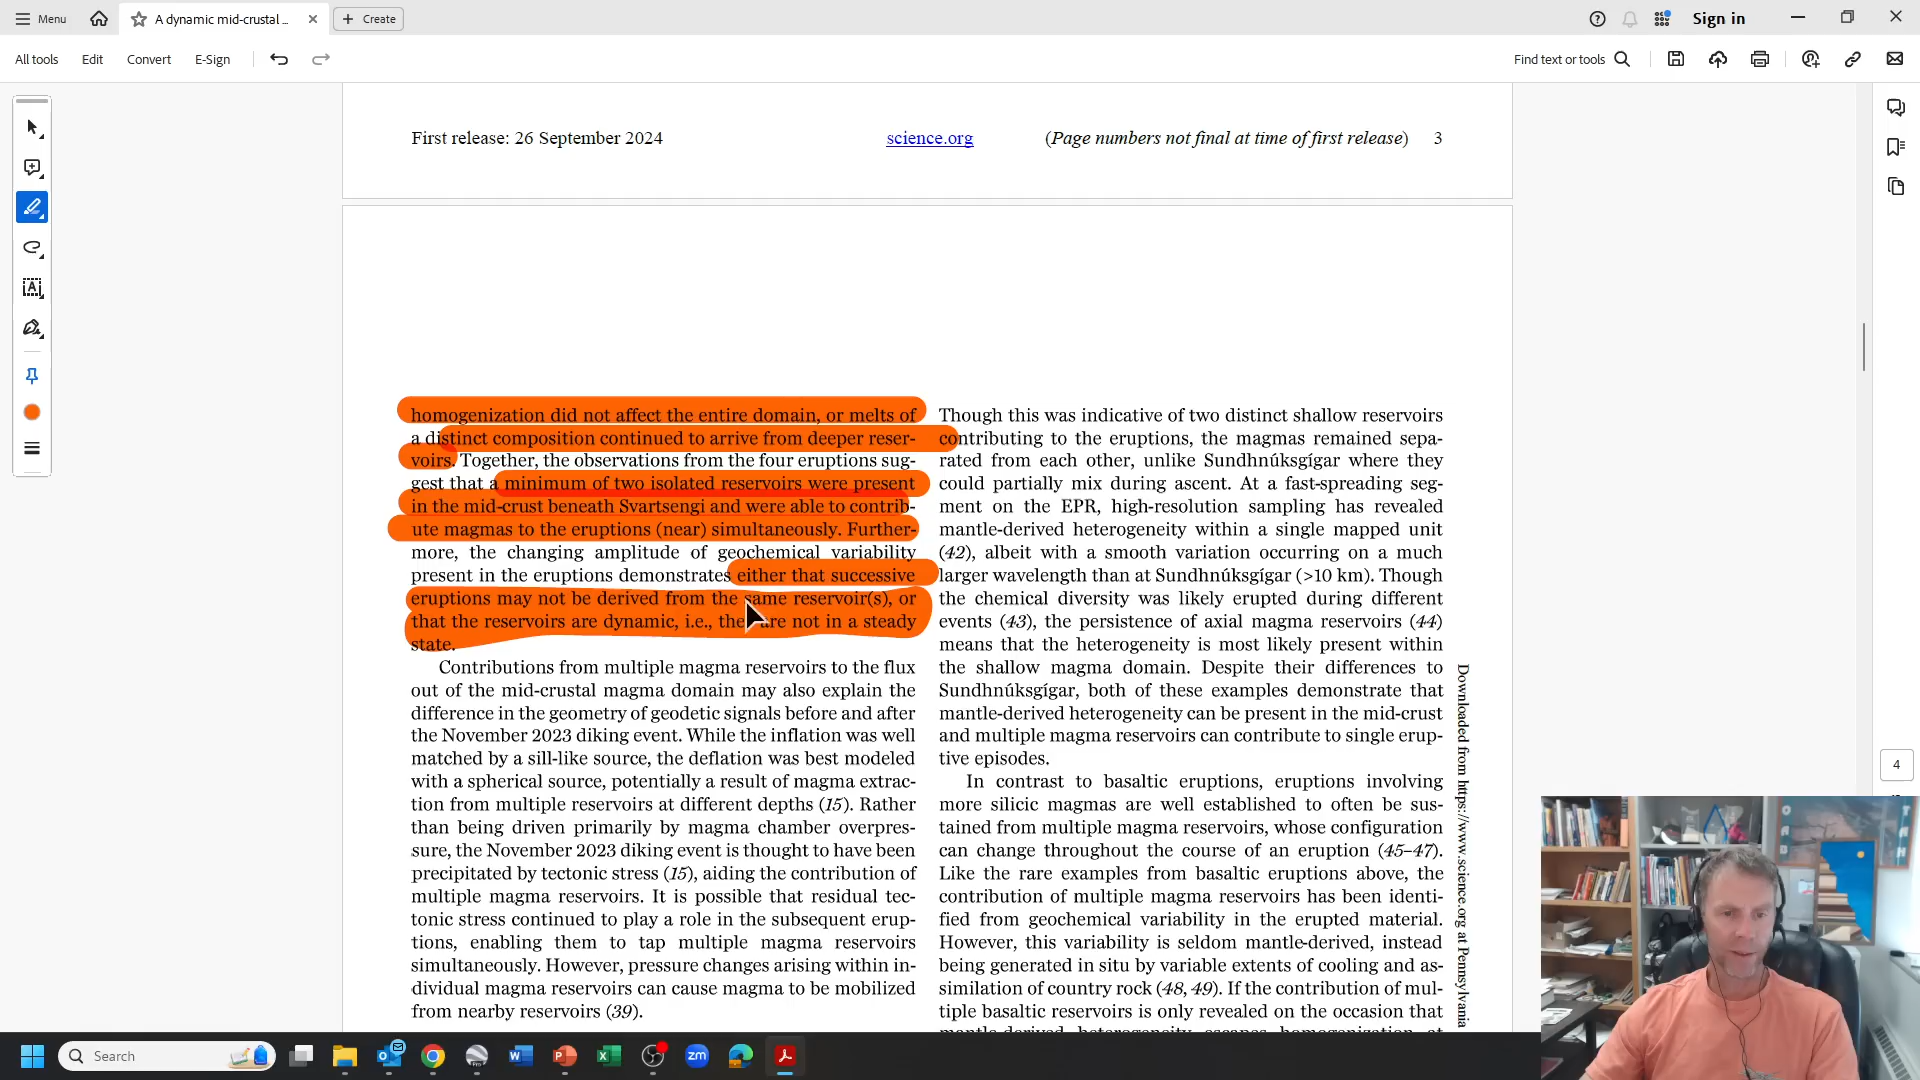 Menu
A dynamic mid-crustal ...
Create
Sign in
All tools
Edit
Convert
E-Sign
Find text or tools
First release: 26 September 2024
science.org
(Page numbers not final at time of first release) 3
homogenization did not affect the entire domain, or melts of
a distinct composition continued to arrive from deeper reser-
voirs. Together, the observations from the four eruptions sug-
gest that a minimum of two isolated reservoirs were present
in the mid-crust beneath Svartsengi and were able to contrib-
ute magmas to the eruptions (near) simultaneously. Further-
more, the changing amplitude of geochemical variability
present in the eruptions demonstrates either that successive
eruptions may not be derived from the same reservoir(s), or
that the reservoirs are dynamic, i.e., they are not in a steady
state.
Contributions from multiple magma reservoirs to the flux
out of the mid-crustal magma domain may also explain the
difference in the geometry of geodetic signals before and after
the November 2023 diking event. While the inflation was well
matched by a sill-like source, the deflation was best modeled
with a spherical source, potentially a result of magma extrac-
tion from multiple reservoirs at different depths (15). Rather
than being driven primarily by magma chamber overpres-
sure, the November 2023 diking event is thought to have been
precipitated by tectonic stress (15), aiding the contribution of
multiple magma reservoirs. It is possible that residual tec-
tonic stress continued to play a role in the subsequent erup-
tions, enabling them to tap multiple magma reservoirs
simultaneously. However, pressure changes arising within in-
dividual magma reservoirs can cause magma to be mobilized
from nearby reservoirs (39).
Though this was indicative of two distinct shallow reservoirs
contributing to the eruptions, the magmas remained sepa-
rated from each other, unlike Sundhnúksgígar where they
could partially mix during ascent. At a fast-spreading seg-
ment on the EPR, high-resolution sampling has revealed
mantle-derived heterogeneity within a single mapped unit
(42), albeit with a smooth variation occurring on a much
larger wavelength than at Sundhnúksgígar (>10 km). Though
the chemical diversity was likely erupted during different
events (43), the persistence of axial magma reservoirs (44)
means that the heterogeneity is most likely present within
the shallow magma domain. Despite their differences to
Sundhnúksgígar, both of these examples demonstrate that
mantle-derived heterogeneity can be present in the mid-crust
and multiple magma reservoirs can contribute to single erup-
tive episodes.
In contrast to basaltic eruptions, eruptions involving
more silicic magmas are well established to often be sus-
tained from multiple magma reservoirs, whose configuration
can change throughout the course of an eruption (45–47).
Like the rare examples from basaltic eruptions above, the
contribution of multiple magma reservoirs has been identi-
fied from geochemical variability in the erupted material.
However, this variability is seldom mantle-derived, instead
being generated in situ by variable extents of cooling and as-
similation of country rock (48, 49). If the contribution of mul-
tiple basaltic reservoirs is only revealed on the occasion that
mantle-derived heterogeneity escapes homogenization at
Downloaded from https://www.science.org at Pennsylvania
4
Search
zm